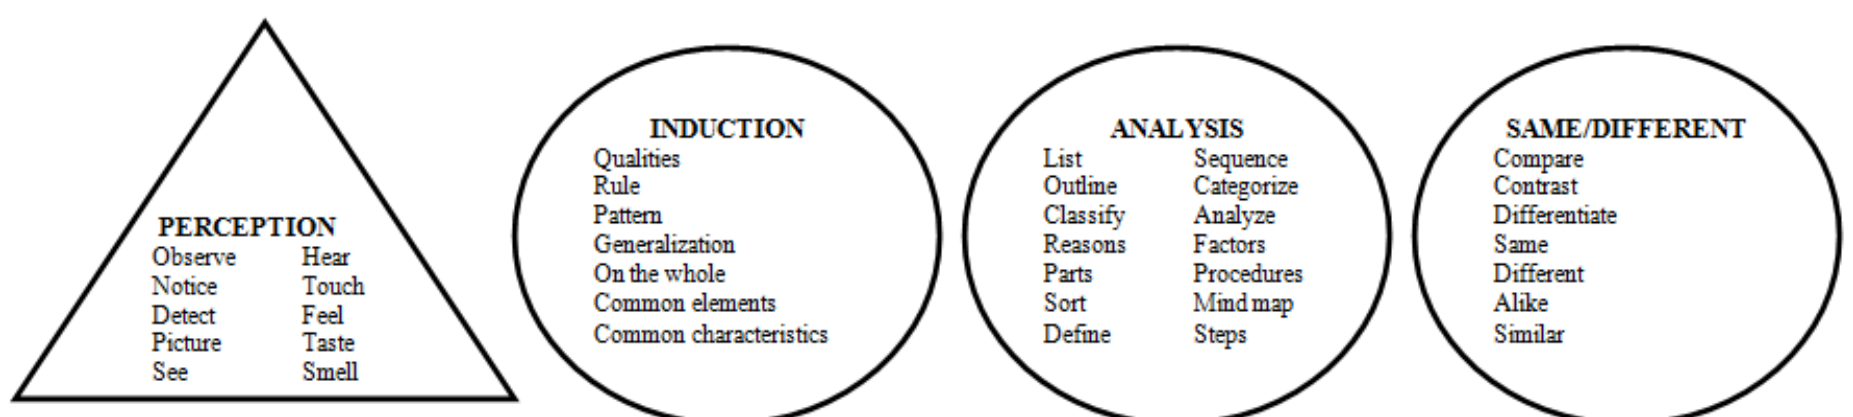 PERCEPTION
Observe Hear
Notice Touch
Detect Feel
Picture Taste
See Smell
INDUCTION
Qualities
Rule
Pattern
Generalization
On the whole
Common elements
Common characteristics
ANALYSIS
List Sequence
Outline Categorize
Classify Analyze
Reasons Factors
Parts Procedures
Sort Mind map
Define Steps
SAME/DIFFERENT
Compare
Contrast
Differentiate
Same
Different
Alike
Similar